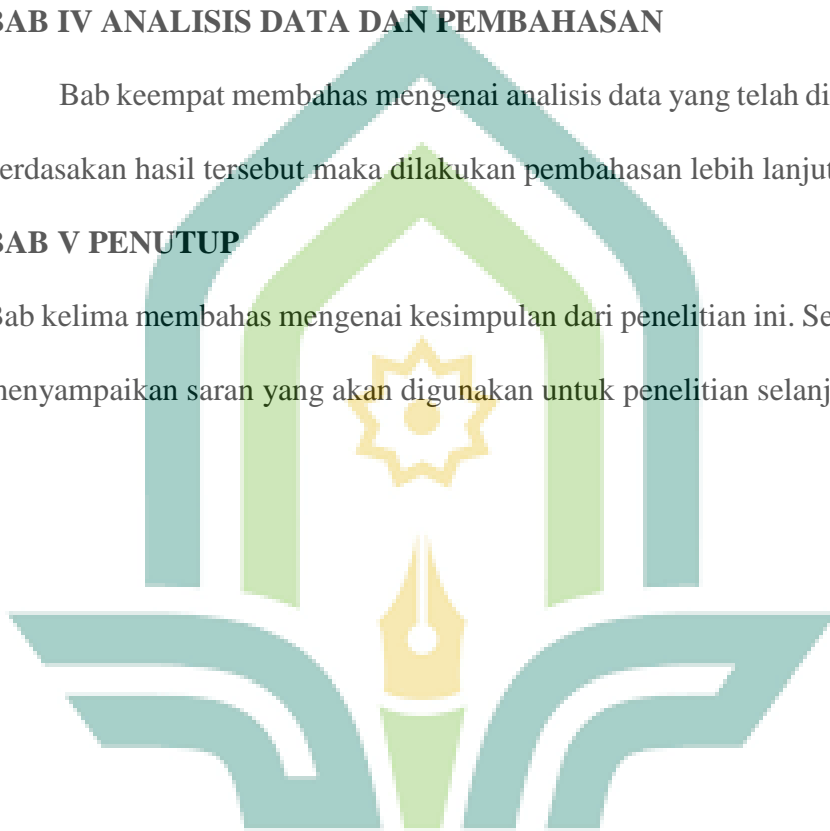 BAB IV ANALISIS DATA DAN PEMBAHASAN
Bab keempat membahas mengenai analisis data yang telah di
erdasakan hasil tersebut maka dilakukan pembahasan lebih lanjut
BAB V PENUTUP
Bab kelima membahas mengenai kesimpulan dari penelitian ini. Se
menyampaikan saran yang akan digunakan untuk penelitian selanj